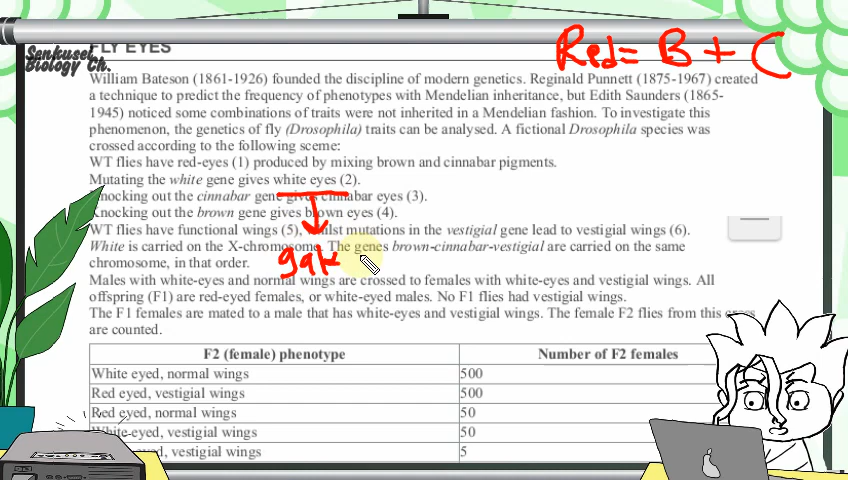 FLY EYES
Senkusei
Biology Ch.
Red = B + C
William Bateson (1861-1926) founded the discipline of modern genetics. Reginald Punnett (1875-1967) created
a technique to predict the frequency of phenotypes with Mendelian inheritance, but Edith Saunders (1865-
1945) noticed some combinations of traits were not inherited in a Mendelian fashion. To investigate this
phenomenon, the genetics of fly (Drosophila) traits can be analysed. A fictional Drosophila species was
crossed according to the following sceme:
WT flies have red-eyes (1) produced by mixing brown and cinnabar pigments.
Mutating the white gene gives white eyes (2).
Knocking out the cinnabar gene gives cinnabar eyes (3).
Knocking out the brown gene gives brown eyes (4).
WT flies have functional wings (5), whilst mutations in the vestigial gene lead to vestigial wings (6).
White is carried on the X-chromosome. The genes brown-cinnabar-vestigial are carried on the same
chromosome, in that order.
gate
Males with white-eyes and normal wings are crossed to females with white-eyes and vestigial wings. All
offspring (F1) are red-eyed females, or white-eyed males. No F1 flies had vestigial wings.
The F1 females are mated to a male that has white-eyes and vestigial wings. The female F2 flies from this cross
are counted.
F2 (female) phenotype Number of F2 females
White eyed, normal wings 500
Red eyed, vestigial wings 500
Red eyed, normal wings 50
White-eyed, vestigial wings 50
eyed, vestigial wings 5